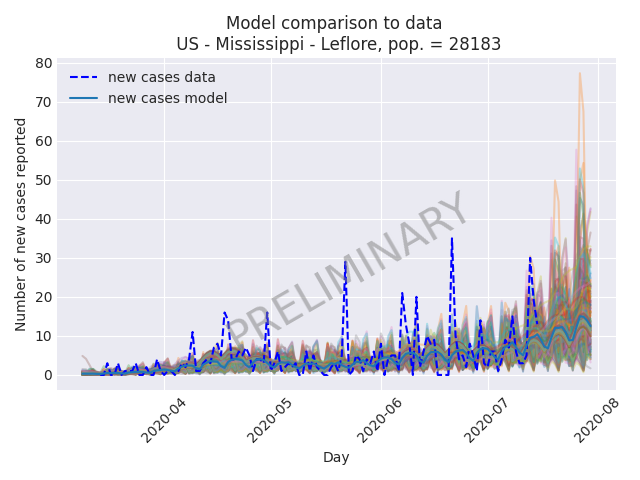 Model comparison to data
US - Mississippi - Leflore, pop. = 28183
new cases data
new cases model
PRELIMINARY
Number of new cases reported
80
70
60
50
40
30
20
10
0
2020-04
2020-05
2020-06
2020-07
2020-08
Day